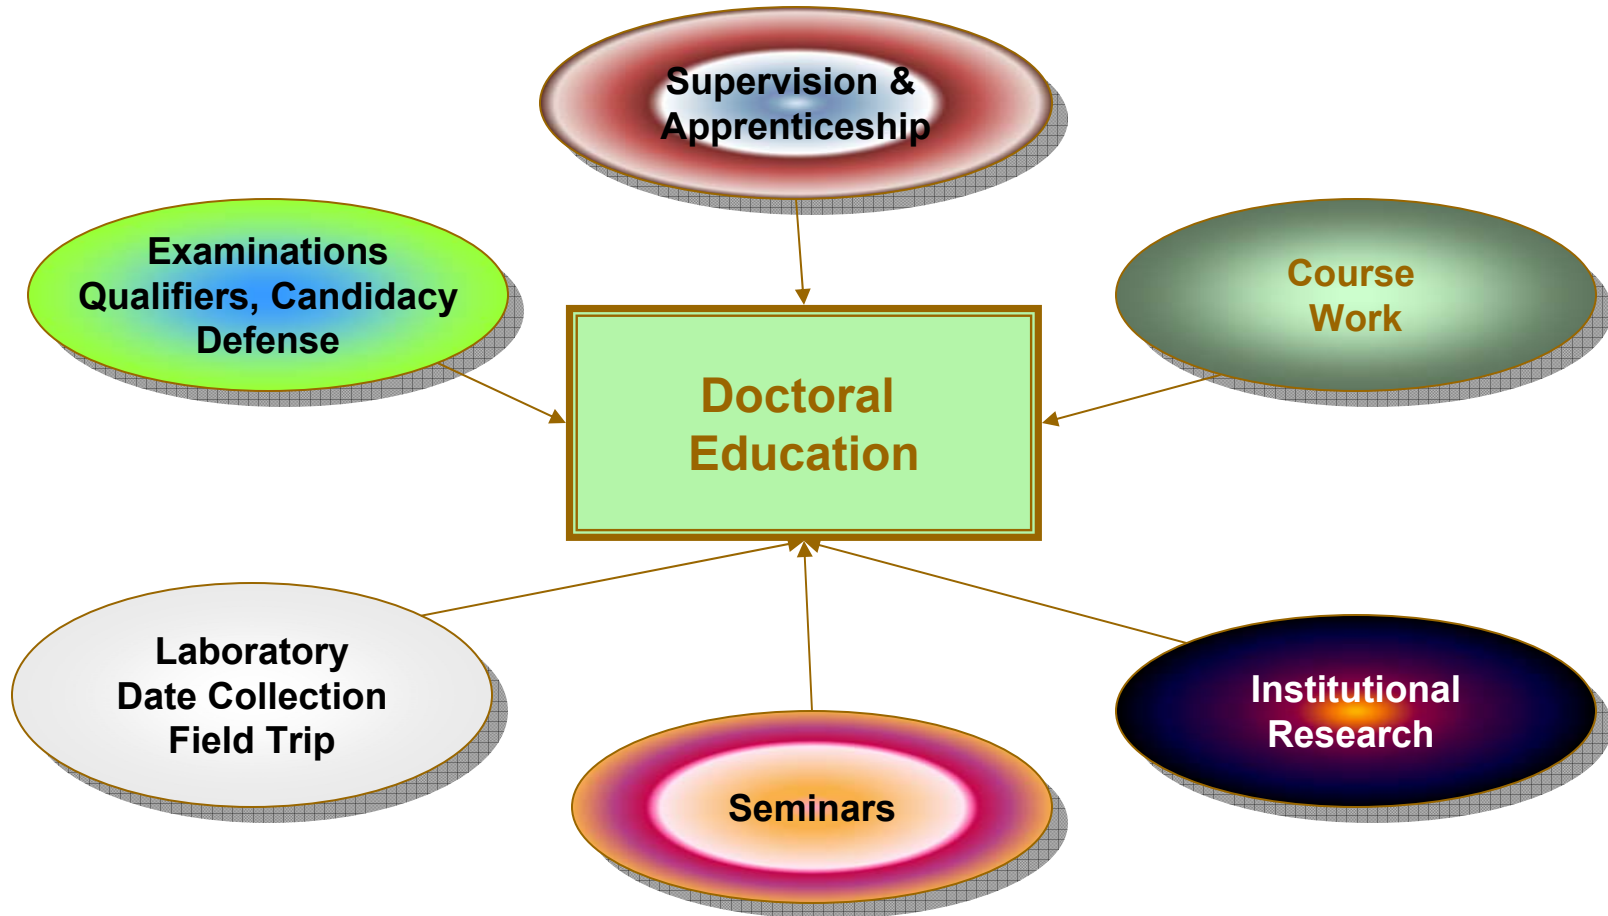 Supervision &
Apprenticeship
Examinations
Qualifiers, Candidacy
Defense
Course
Work
Doctoral
Education
Laboratory
Date Collection
Field Trip
Seminars
Institutional
Research